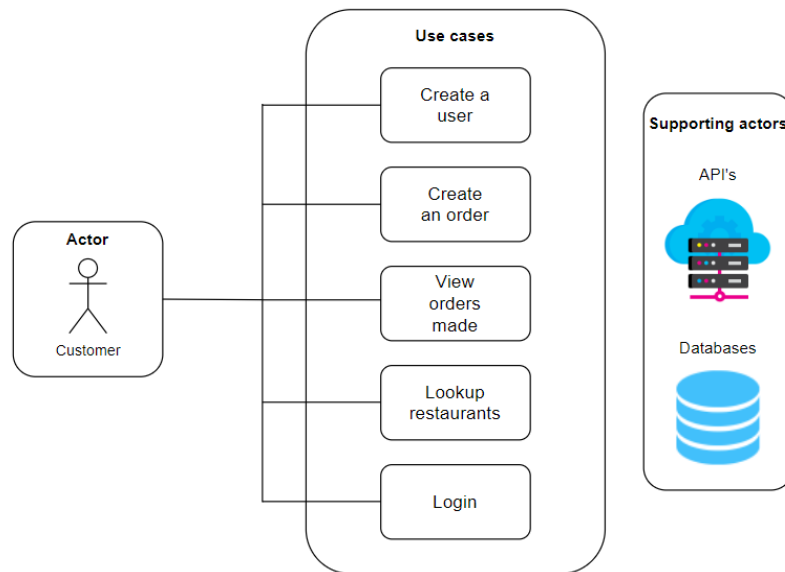 Use cases
Create a
user
Create
an order
View
orders
made
Lookup
restaurants
Login
Actor
Customer
Supporting actors
API's
Databases